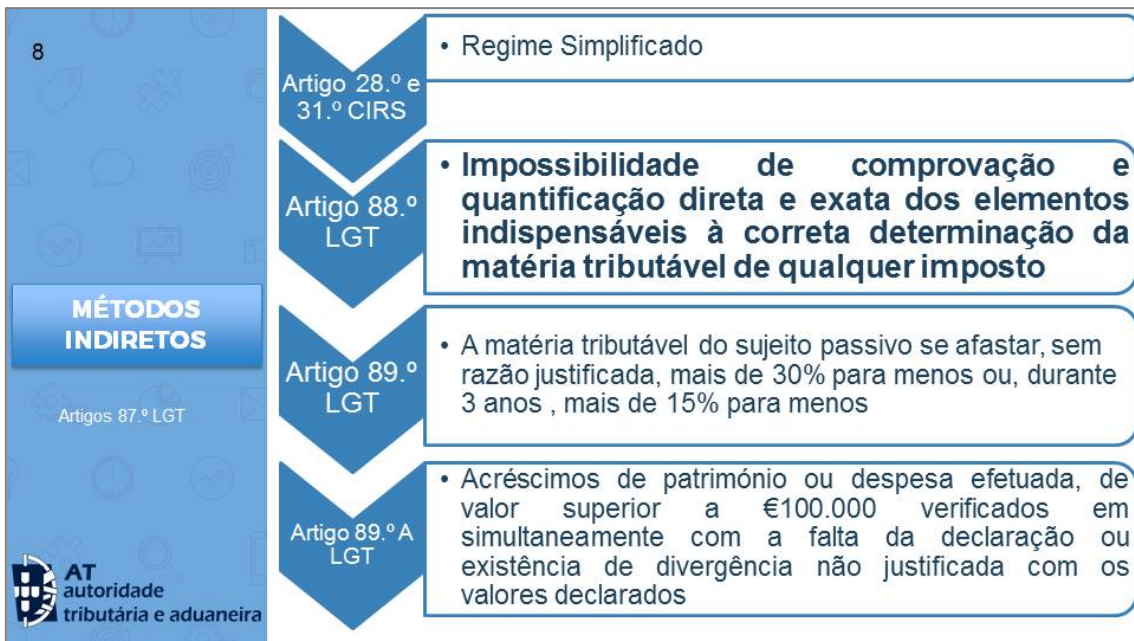 8
MÉTODOS
INDIRETOS
Artigos 87.º LGT
AT
autoridade
tributária e aduaneira
Artigo 28.º e
31.º CIRS
• Regime Simplificado
Artigo 88.º
LGT
• Impossibilidade de comprovação e
quantificação direta e exata dos elementos
indispensáveis à correta determinação da
matéria tributável de qualquer imposto
Artigo 89.º
LGT
• A matéria tributável do sujeito passivo se afastar, sem
razão justificada, mais de 30% para menos ou, durante
3 anos , mais de 15% para menos
Artigo 89.º A
LGT
• Acréscimos de património ou despesa efetuada, de
valor superior a €100.000 verificados em
simultaneamente com a falta da declaração ou
existência de divergência não justificada com os
valores declarados